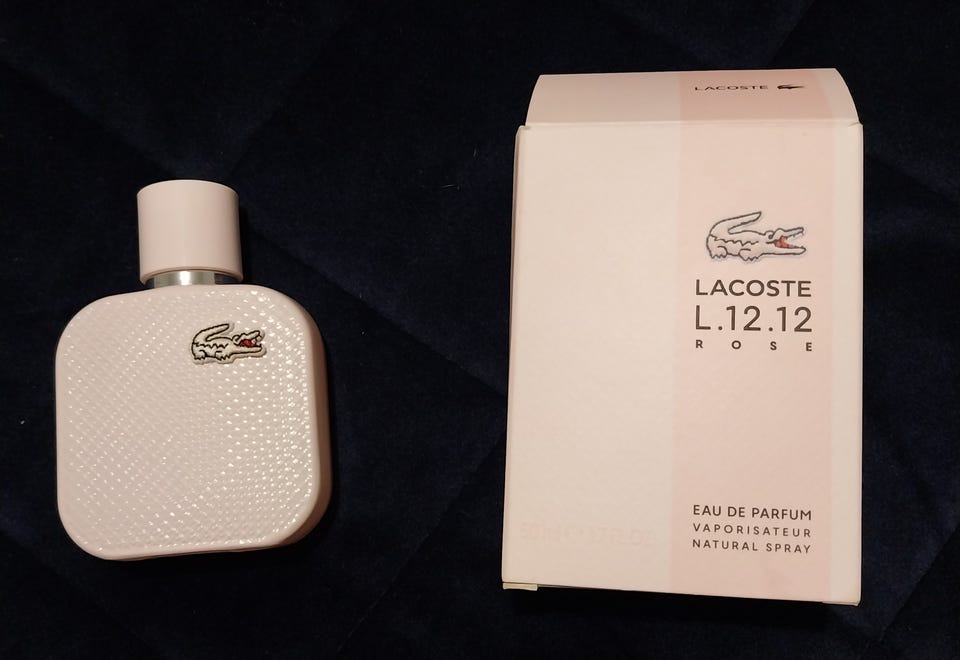 LACOSTE
LACOSTE
L.12.12
ROSE
EAU DE PARFUM
VAPORISATEUR
NATURAL SPRAY